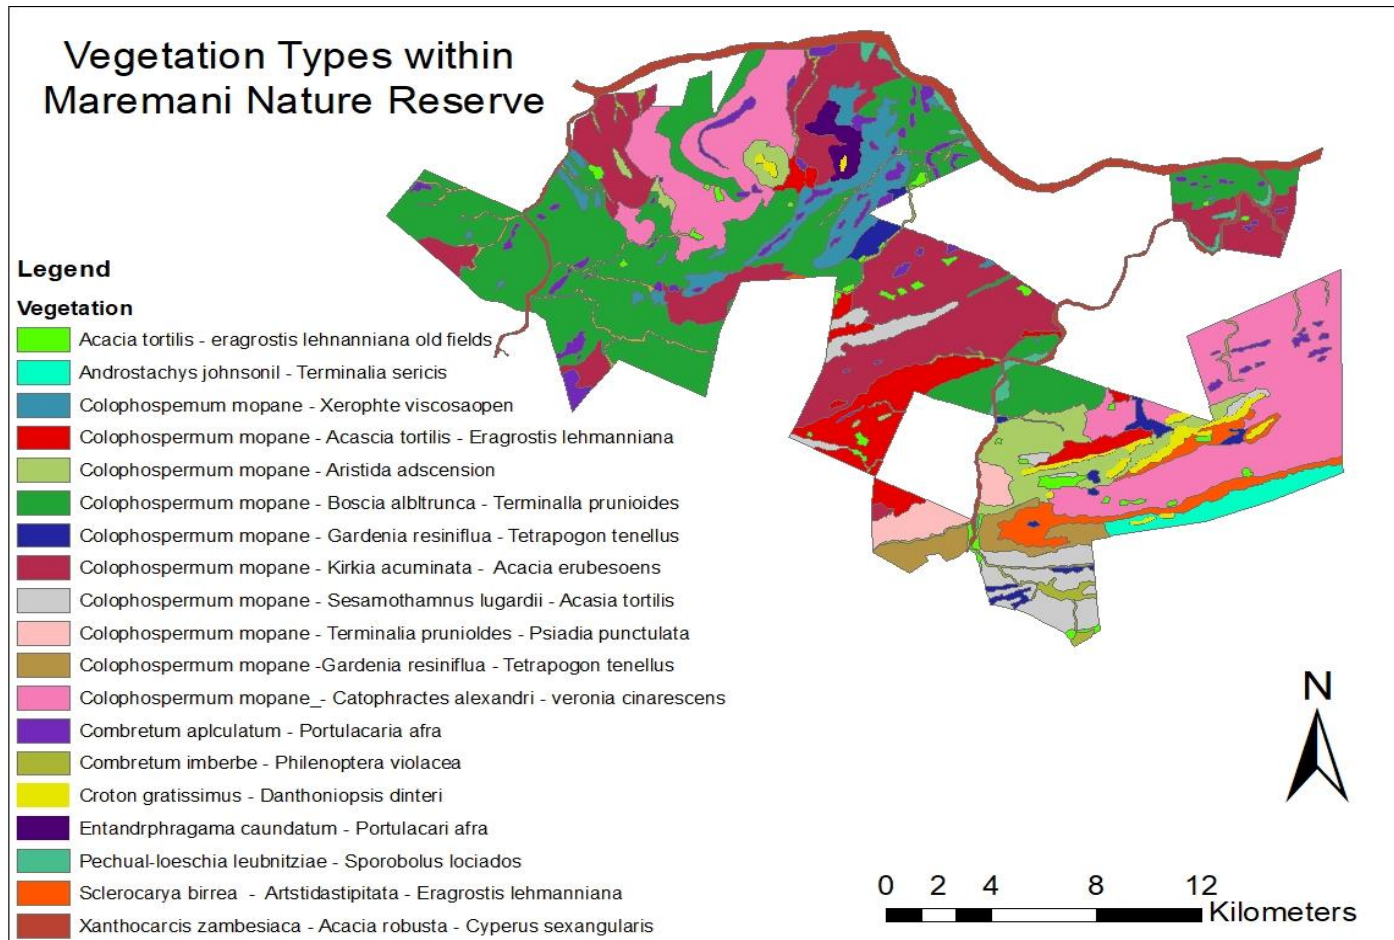 Vegetation Types within
Maremani Nature Reserve
Legend
Vegetation
Acacia tortilis - eragrostis lehnanniana old fields
Androstachys johnsonil - Terminalia sericis
Colophospemum mopane - Xerophte viscosaopen
Colophospermum mopane - Acascia tortilis - Eragrostis lehmanniana
Colophospermum mopane - Aristida adscension
Colophospermum mopane - Boscia albltrunca - Terminalla prunioides
Colophospermum mopane - Gardenia resiniflua - Tetrapogon tenellus
Colophospermum mopane - Kirkia acuminata - Acacia erubesoens
Colophospermum mopane - Sesamothamnus lugardii - Acasia tortilis
Colophospermum mopane - Terminalia prunioldes - Psiadia punctulata
Colophospermum mopane -Gardenia resiniflua - Tetrapogon tenellus
Colophospermum mopane_- Catophractes alexandri - veronia cinarescens
Combretum aplculatum - Portulacaria afra
Combretum imberbe - Philenoptera violacea
Croton gratissimus - Danthoniopsis dinteri
Entandrphragama caundatum - Portulacari afra
Pechual-loeschia leubnitziae - Sporobolus lociados
Sclerocarya birrea - Artstidastipitata - Eragrostis lehmanniana
Xanthocarcis zambesiaca - Acacia robusta - Cyperus sexangularis
N
0 2 4 8 12
Kilometers